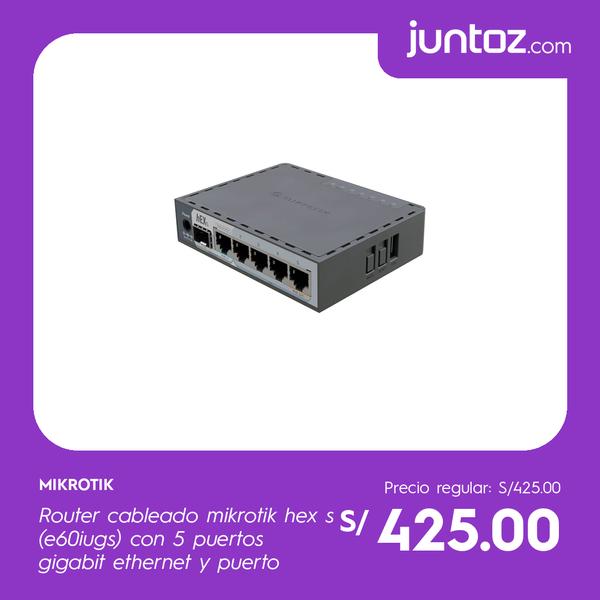 juntoz.com
hEX s
MIKROTIK
Router cableado mikrotik hex s
(e60iugs) con 5 puertos
gigabit ethernet y puerto
Precio regular: S/425.00
S/ 425.00